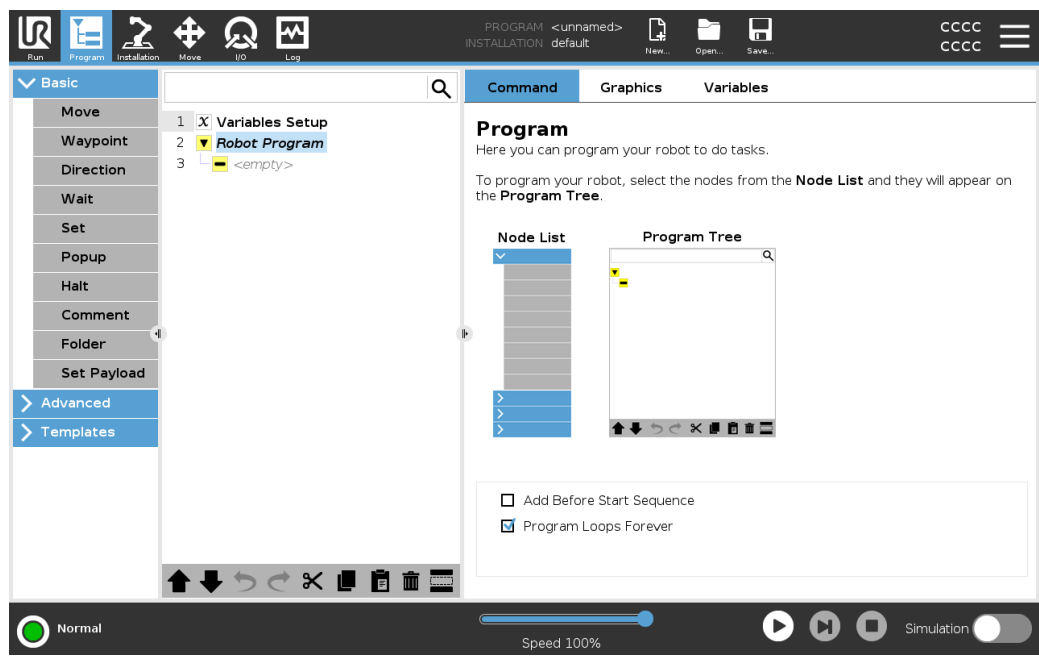 PROGRAM <unnamed>
INSTALLATION default
CCCC
CCCC
Run
Program
Installation
Move
I/O
Log
New...
Open...
Save...
Basic
Move
Waypoint
Direction
Wait
Set
Popup
Halt
Comment
Folder
Set Payload
Advanced
Templates
1 X Variables Setup
2 Robot Program
3 <empty>
Command Graphics Variables
Program
Here you can program your robot to do tasks.
To program your robot, select the nodes from the Node List and they will appear on
the Program Tree.
Node List Program Tree
Add Before Start Sequence
Program Loops Forever
Normal
Speed 100%
Simulation